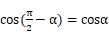 cos(π/2 − α) = cosα